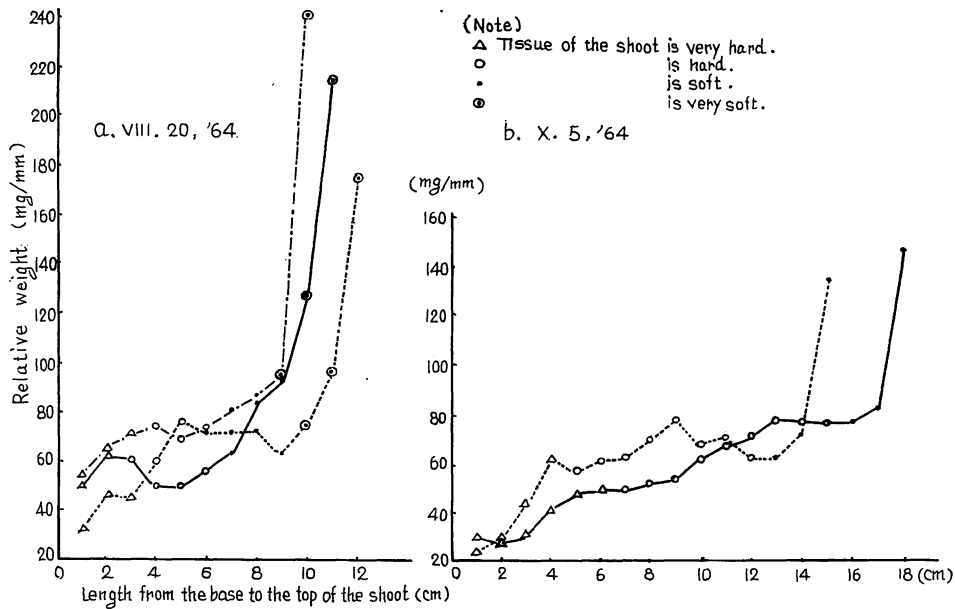 (Note)
△ Tissue of the shoot is very hard.
○ is hard.
• is soft.
⊙ is very soft.
a. VIII. 20, '64
b. X. 5, '64
Relative weight (mg/mm)
240
220
200
180
160
140
120
100
80
60
40
20
0 2 4 6 8 10 12
Length from the base to the top of the shoot (cm)
(mg/mm)
160
140
120
100
80
60
40
20
0 2 4 6 8 10 12 14 16 18 (cm)